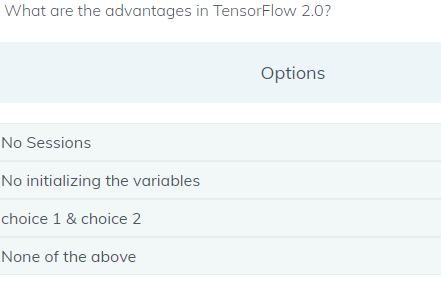 What are the advantages in TensorFlow 2.0?
Options
No Sessions
No initializing the variables
choice 1 & choice 2
None of the above